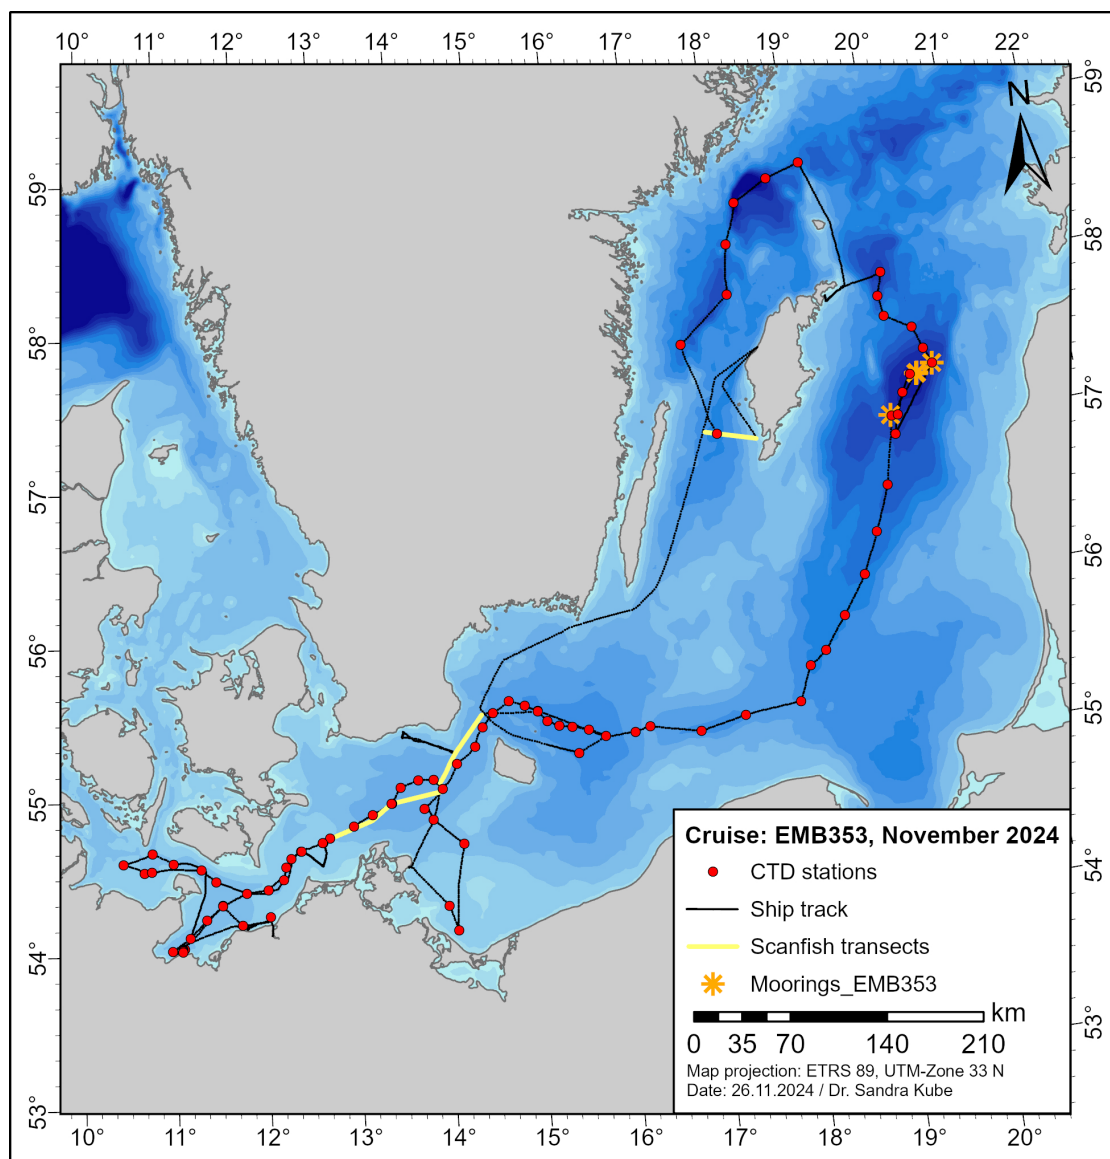 10° 11° 12° 13° 14° 15° 16° 17° 18° 19° 20° 21° 22°
59°
N
59°
58°
58°
57°
57°
56°
56°
55°
55°
Cruise: EMB353, November 2024
CTD stations
54°
Ship track
Scanfish transects
54°
Moorings_EMB353
km
53°
0 35 70 140 210
Map projection: ETRS 89, UTM-Zone 33 N
Date: 26.11.2024 / Dr. Sandra Kube
53°
10° 11° 12° 13° 14° 15° 16° 17° 18° 19° 20°